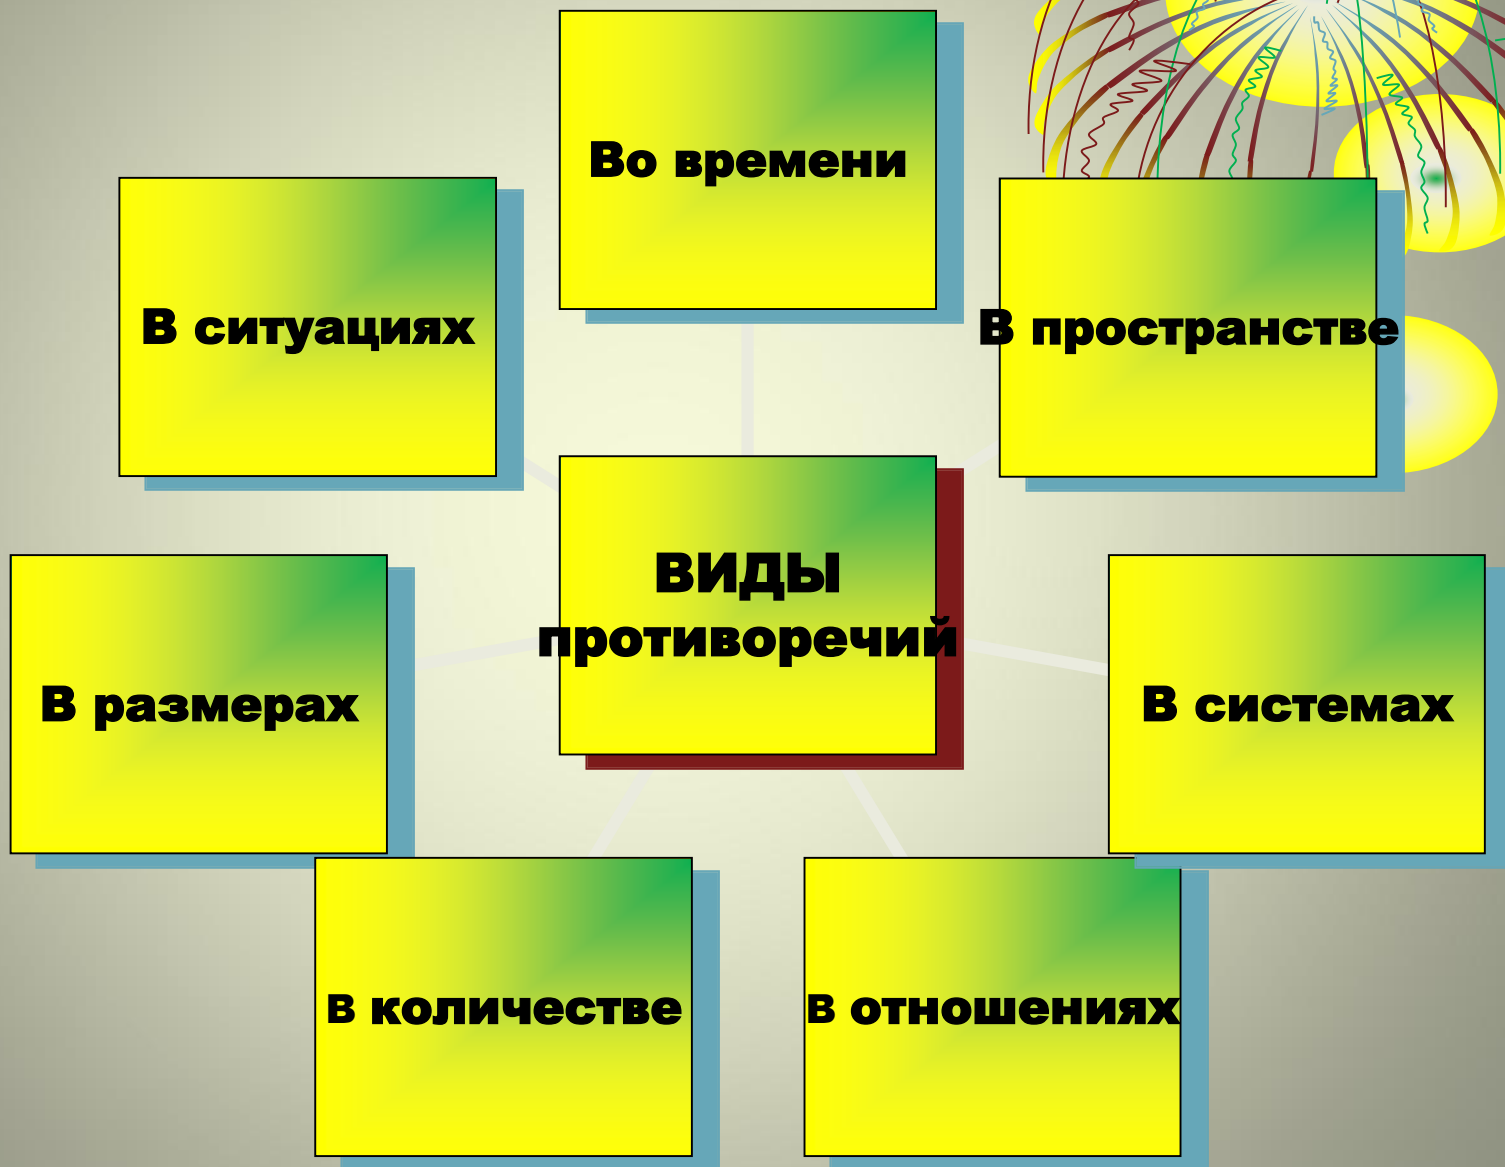 Во времени
В ситуациях
В пространстве
ВИДЫ
противоречий
В размерах
В системах
В количестве
В отношениях